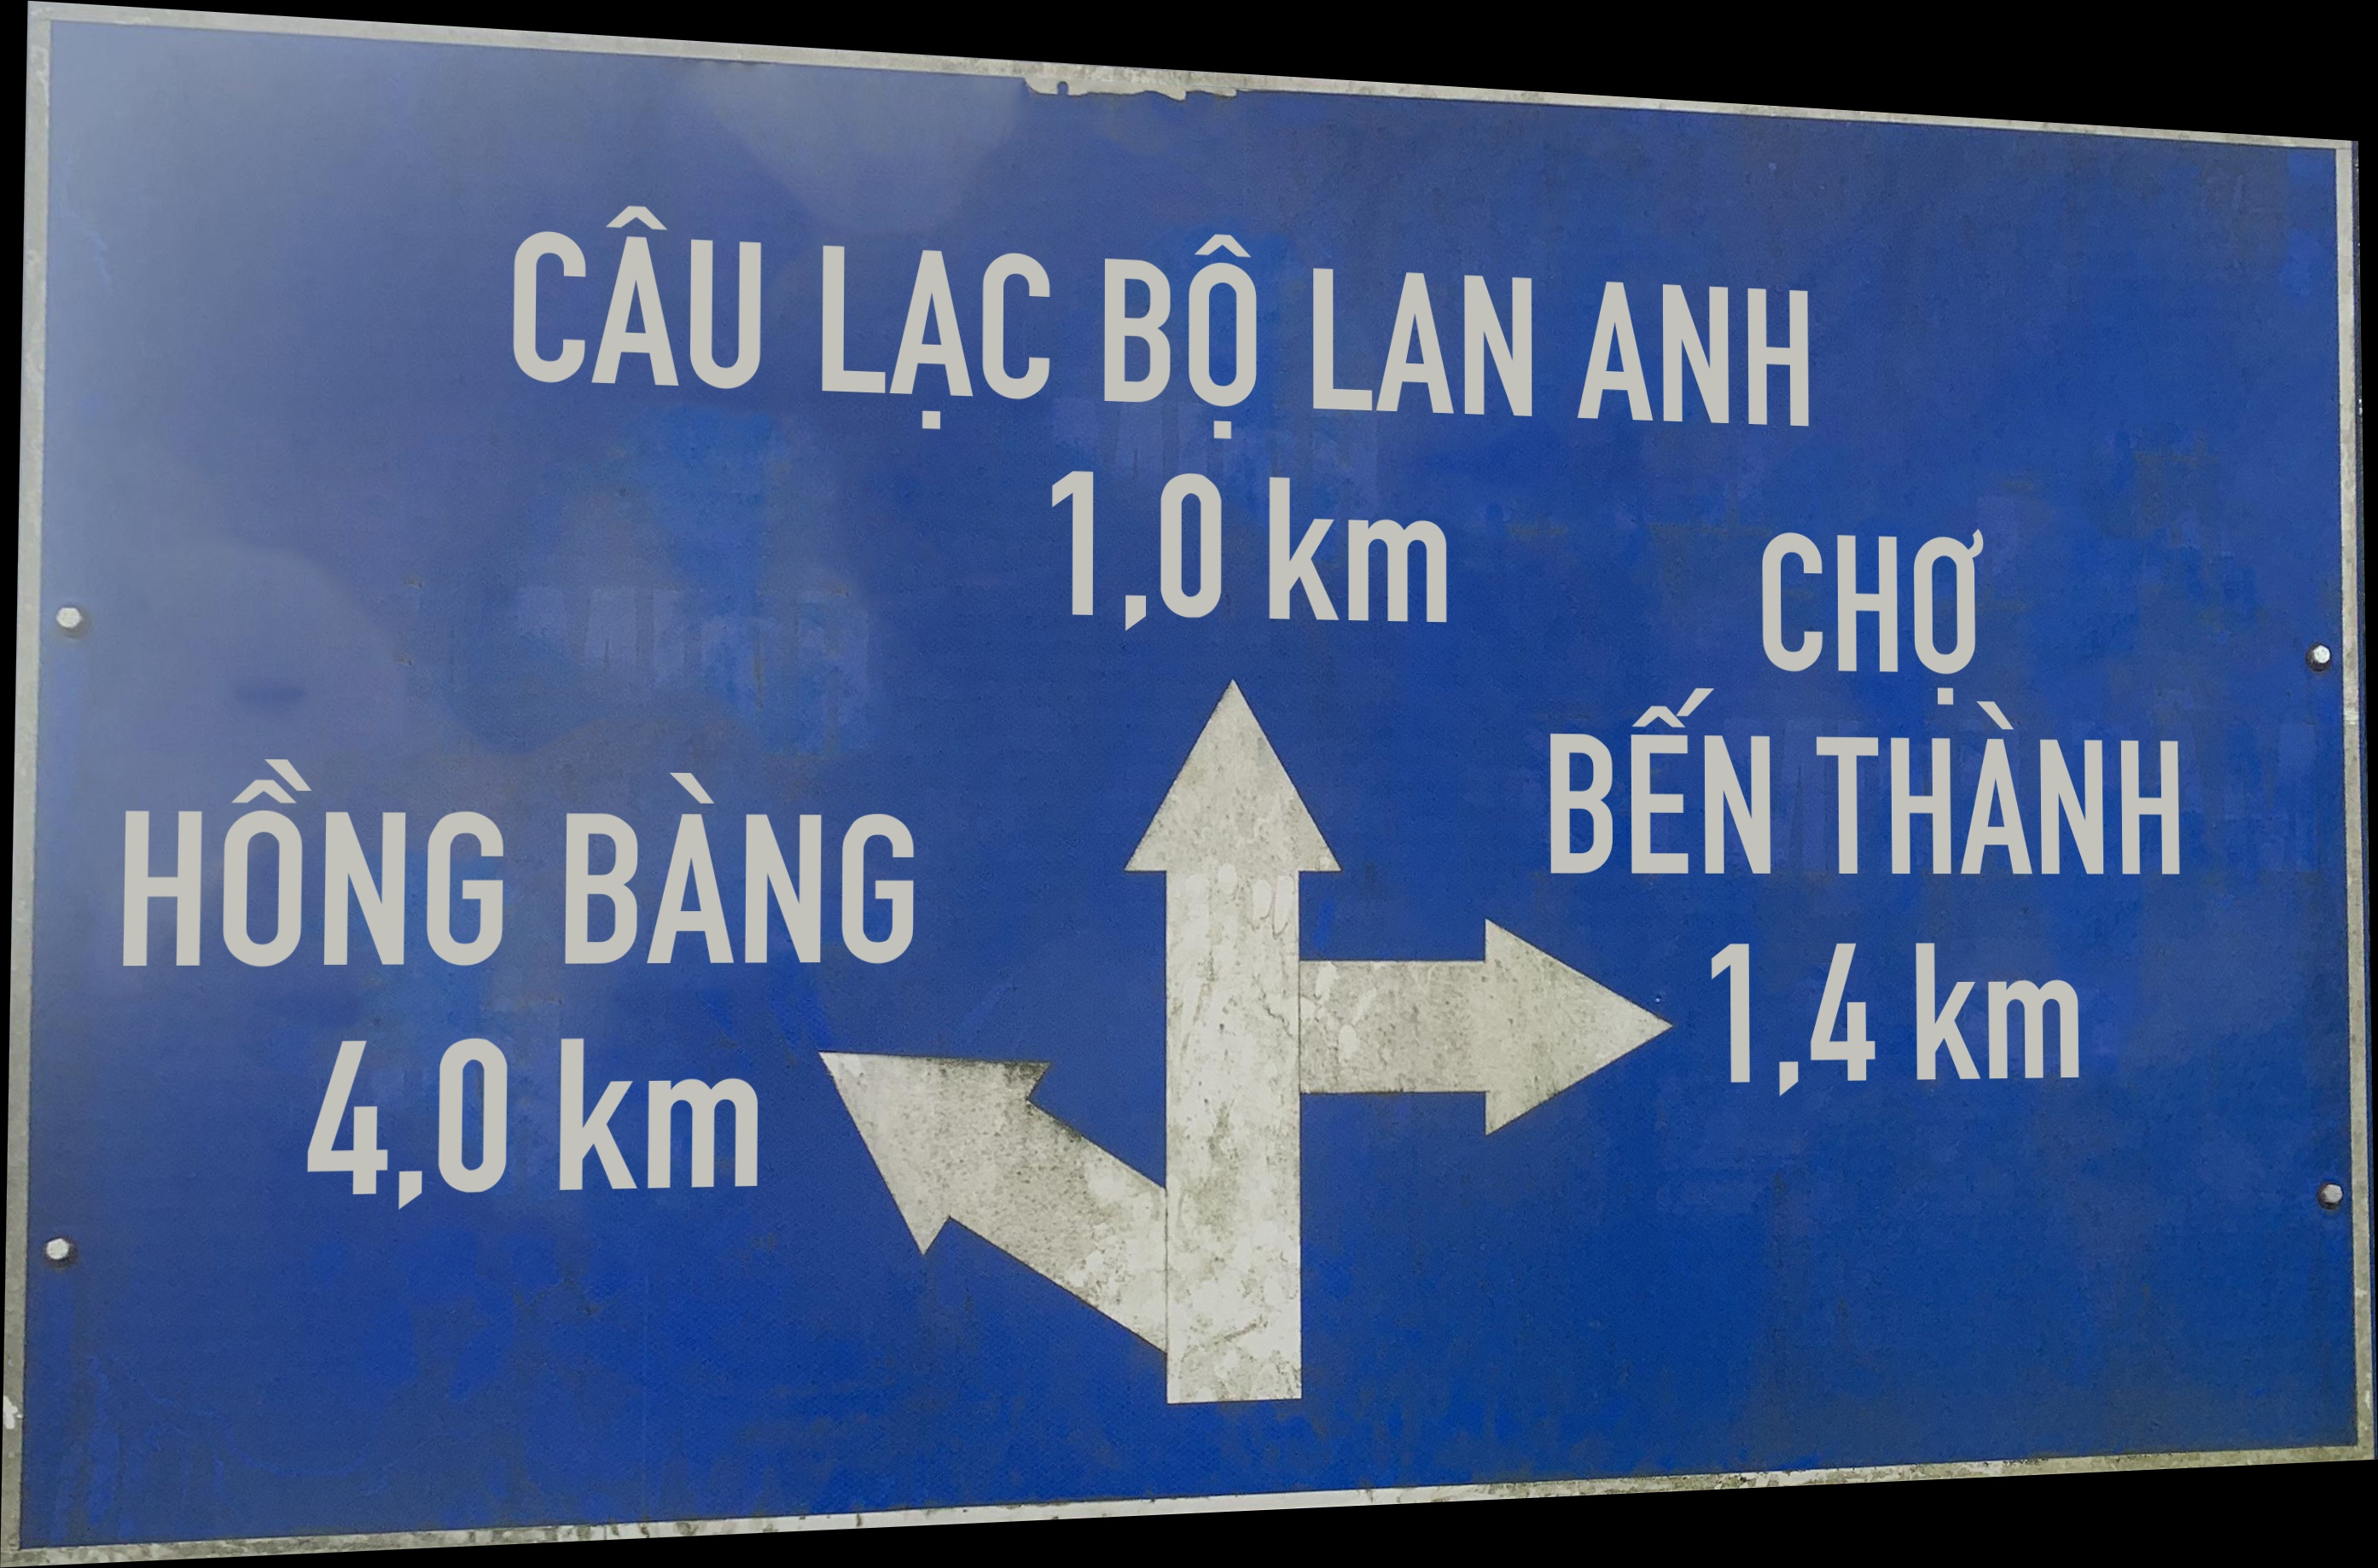 CÂU LẠC BỘ LAN ANH
1,0 km
CHỢ
BẾN THÀNH
1,4 km
HỒNG BÀNG
4,0 km